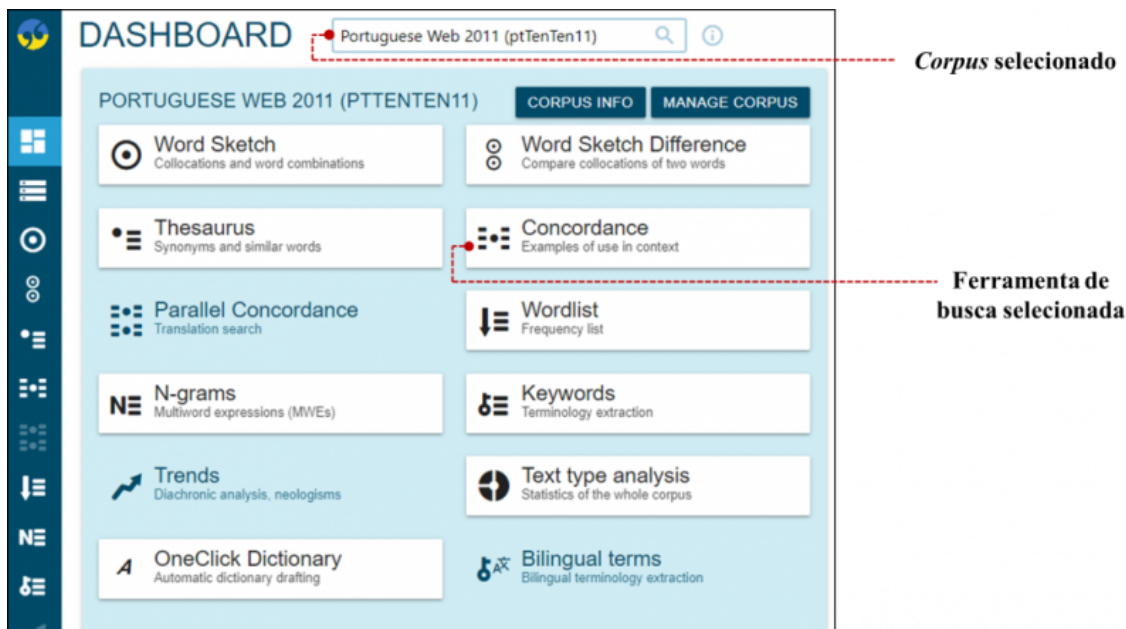 DASHBOARD
Portuguese Web 2011 (ptTenTen11)
Corpus selecionado
PORTUGUESE WEB 2011 (PTTENTEN11)
CORPUS INFO
MANAGE CORPUS
Word Sketch
Collocations and word combinations
Word Sketch Difference
Compare collocations of two words
Thesaurus
Synonyms and similar words
Concordance
Examples of use in context
Ferramenta de
busca selecionada
Parallel Concordance
Translation search
Wordlist
Frequency list
N-grams
Multiword expressions (MWEs)
Keywords
Terminology extraction
Trends
Diachronic analysis, neologisms
Text type analysis
Statistics of the whole corpus
OneClick Dictionary
Automatic dictionary drafting
Bilingual terms
Bilingual terminology extraction